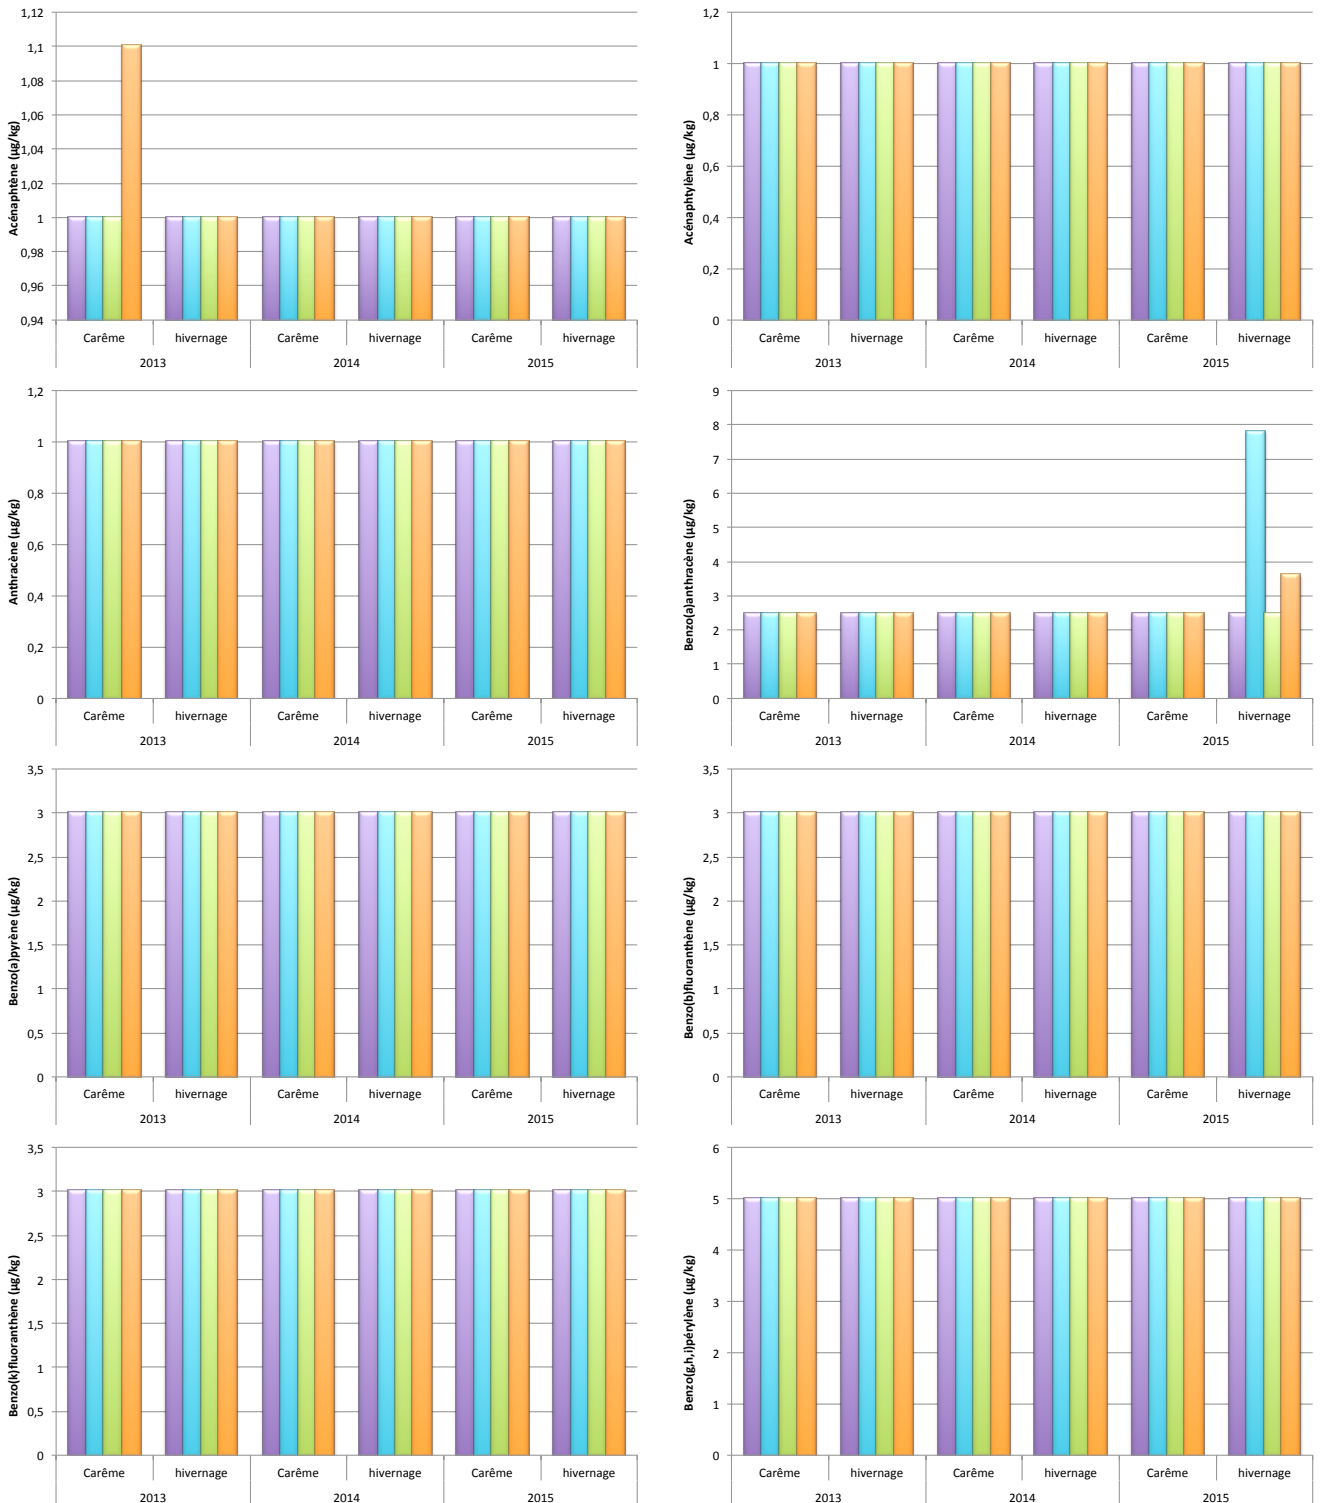 1,12
1,1
1,08
1,06
1,04
1,02
1
0,98
0,96
0,94
Acénaphtène (µg/kg)
Carême hivernage Carême hivernage Carême hivernage
2013 2014 2015
1,2
1
0,8
0,6
0,4
0,2
0
Acénaphtylène (µg/kg)
Carême hivernage Carême hivernage Carême hivernage
2013 2014 2015
1,2
1
0,8
0,6
0,4
0,2
0
Anthracène (µg/kg)
Carême hivernage Carême hivernage Carême hivernage
2013 2014 2015
9
8
7
6
5
4
3
2
1
0
Benzo(a)anthracène (µg/kg)
Carême hivernage Carême hivernage Carême hivernage
2013 2014 2015
3,5
3
2,5
2
1,5
1
0,5
0
Benzo(a)pyrène (µg/kg)
Carême hivernage Carême hivernage Carême hivernage
2013 2014 2015
3,5
3
2,5
2
1,5
1
0,5
0
Benzo(b)fluoranthène (µg/kg)
Carême hivernage Carême hivernage Carême hivernage
2013 2014 2015
3,5
3
2,5
2
1,5
1
0,5
0
Benzo(k)fluoranthène (µg/kg)
Carême hivernage Carême hivernage Carême hivernage
2013 2014 2015
6
5
4
3
2
1
0
Benzo(g,h,i)pérylène (µg/kg)
Carême hivernage Carême hivernage Carême hivernage
2013 2014 2015